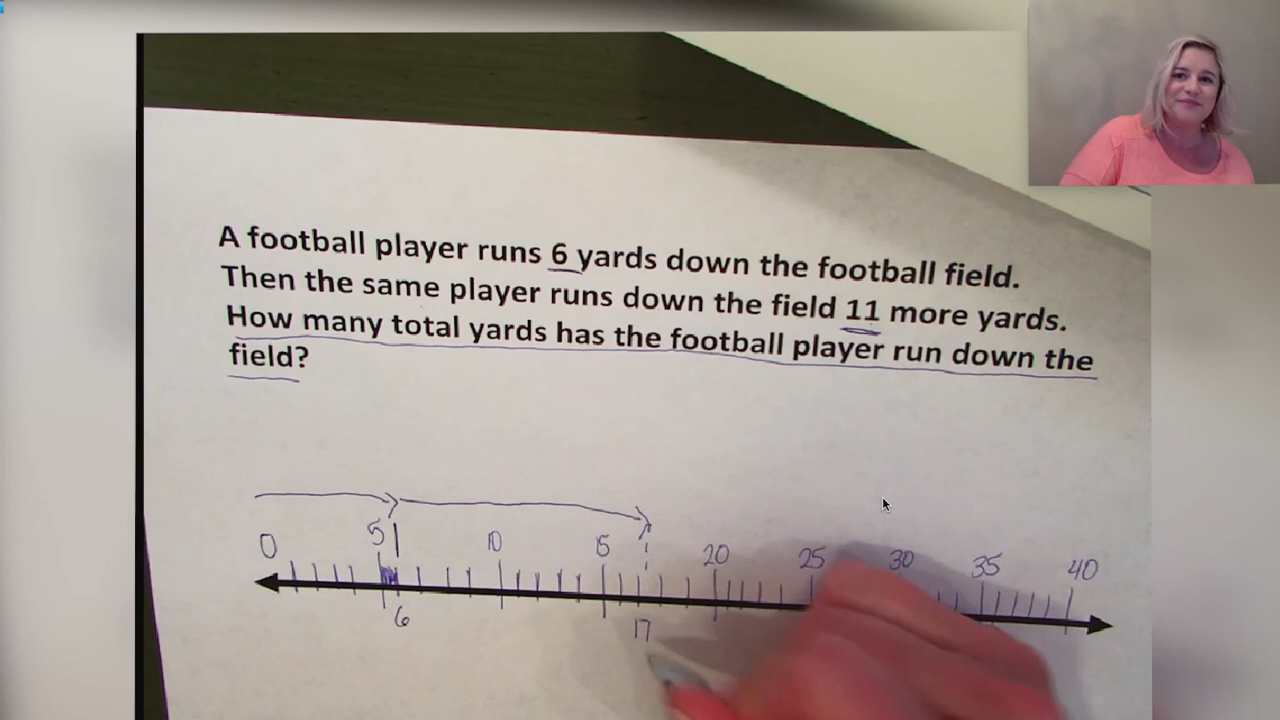 A football player runs 6 yards down the football field.
Then the same player runs down the field 11 more yards.
How many total yards has the football player run down the
field?
0 5 10 15 20 25 30 35 40
6 17